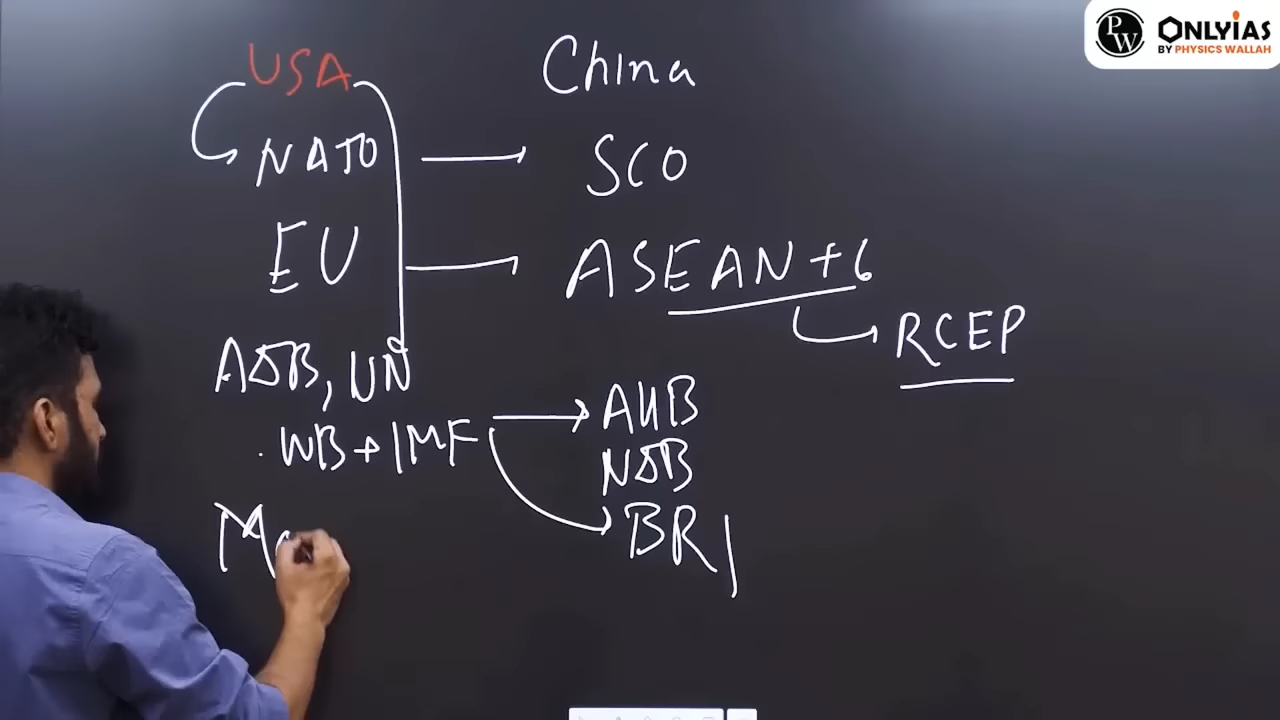 PW ONLYIAS
BY PHYSICS WALLAH
USA China
NATO → SCO
EU → ASEAN +6
→ RCEP
ADB, UN
WB + IMF → AIIB
NDB
→ BRI
Ma